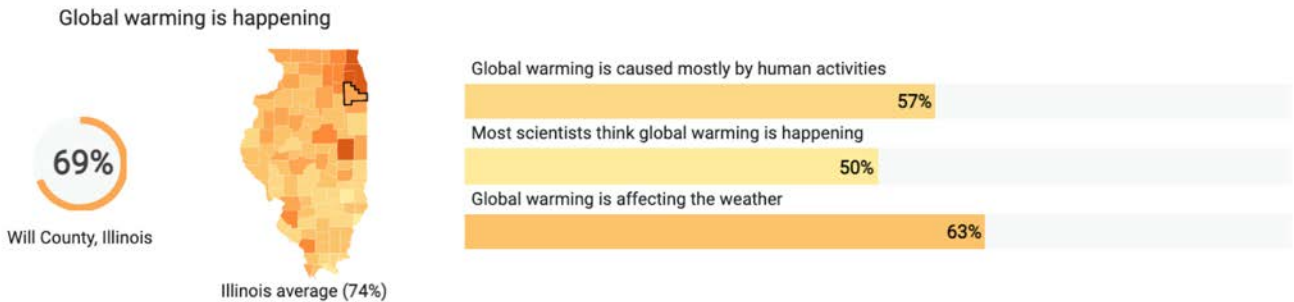 Global warming is happening
69%
Will County, Illinois
Illinois average (74%)
Global warming is caused mostly by human activities
57%
Most scientists think global warming is happening
50%
Global warming is affecting the weather
63%